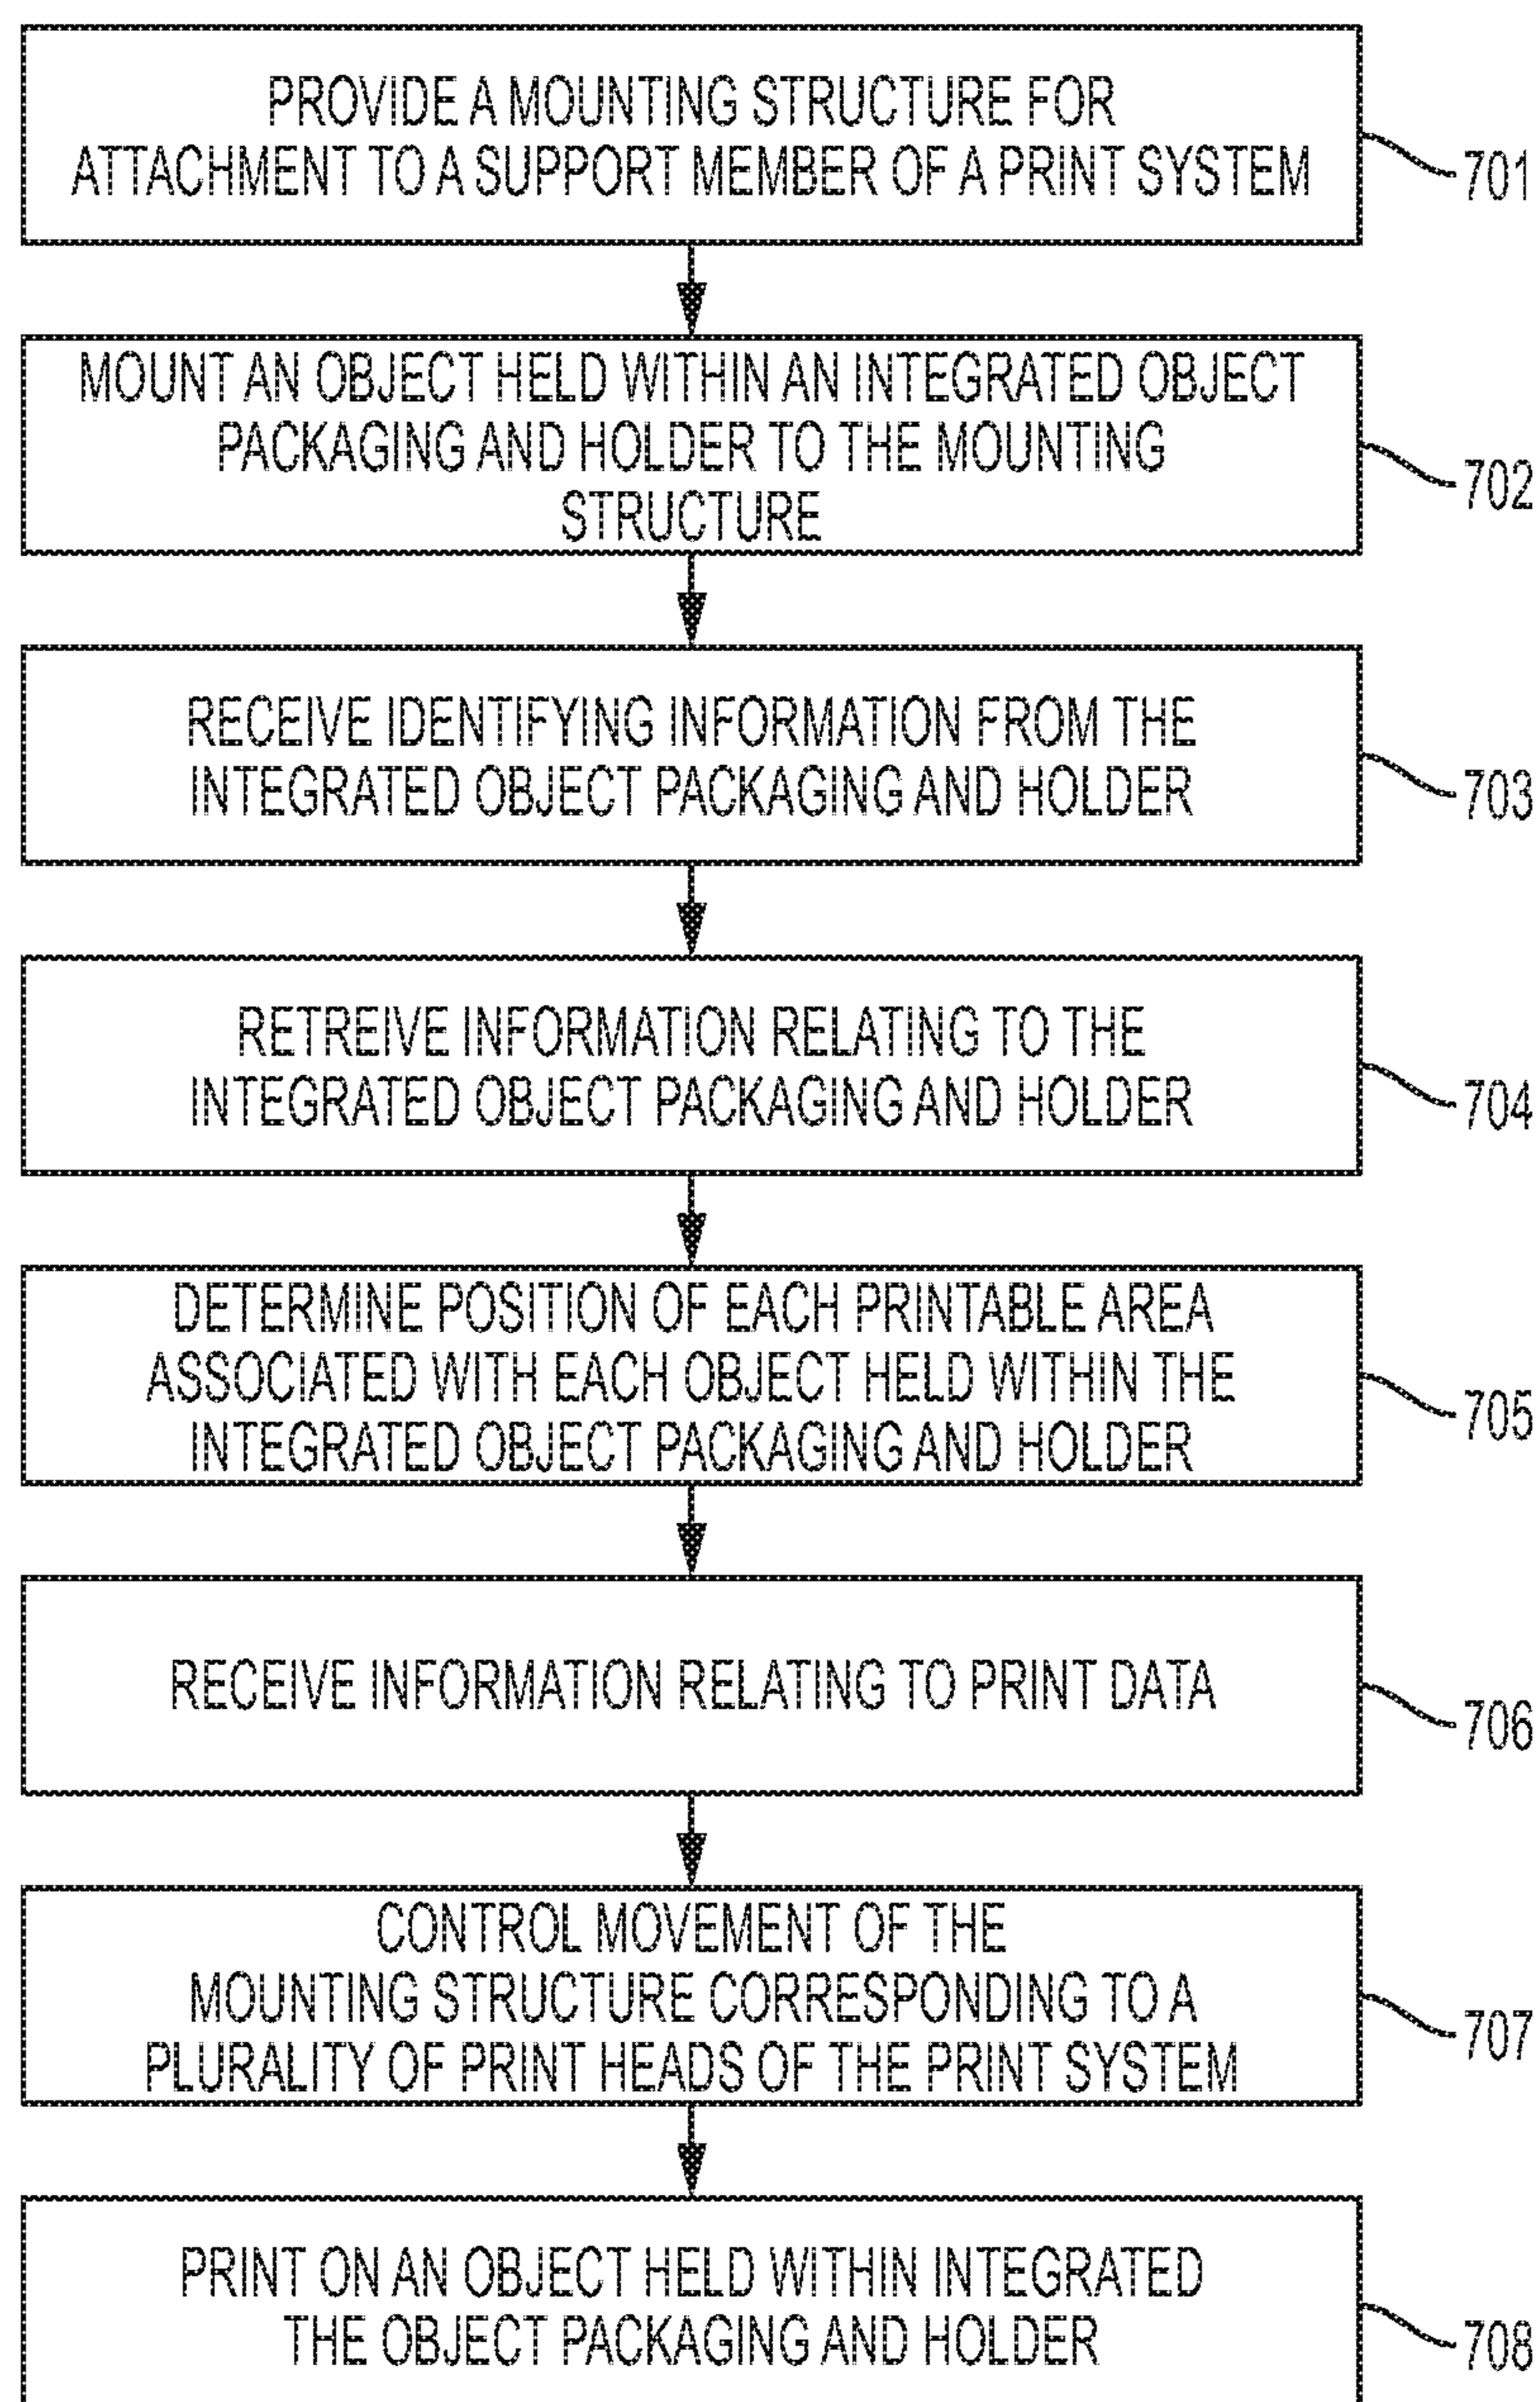 PROVIDE A MOUNTING STRUCTURE FOR
ATTACHMENT TO A SUPPORT MEMBER OF A PRINT SYSTEM
701
MOUNT AN OBJECT HELD WITHIN AN INTEGRATED OBJECT
PACKAGING AND HOLDER TO THE MOUNTING
STRUCTURE
702
RECEIVE IDENTIFYING INFORMATION FROM THE
INTEGRATED OBJECT PACKAGING AND HOLDER
703
RETREIVE INFORMATION RELATING TO THE
INTEGRATED OBJECT PACKAGING AND HOLDER
704
DETERMINE POSITION OF EACH PRINTABLE AREA
ASSOCIATED WITH EACH OBJECT HELD WITHIN THE
INTEGRATED OBJECT PACKAGING AND HOLDER
705
RECEIVE INFORMATION RELATING TO PRINT DATA
706
CONTROL MOVEMENT OF THE
MOUNTING STRUCTURE CORRESPONDING TO A
PLURALITY OF PRINT HEADS OF THE PRINT SYSTEM
707
PRINT ON AN OBJECT HELD WITHIN INTEGRATED
THE OBJECT PACKAGING AND HOLDER
708